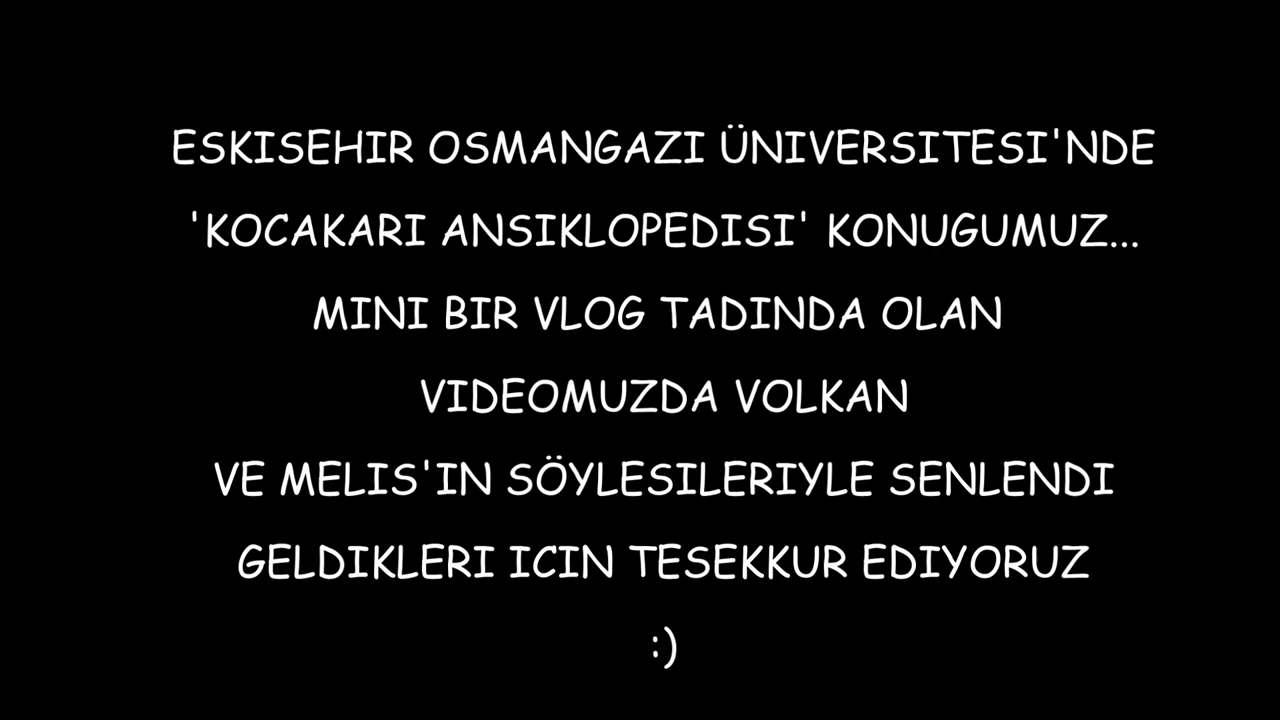 ESKISEHIR OSMANGAZI ÜNIVERSITESI'NDE
'KOCAKARI ANSIKLOPEDISI' KONUGUMUZ...
MINI BIR VLOG TADINDA OLAN
VIDEOMUZDA VOLKAN
VE MELIS'IN SÖYLESILERIYLE SENLENDI
GELDIKLERI ICIN TESEKKUR EDIYORUZ
:)